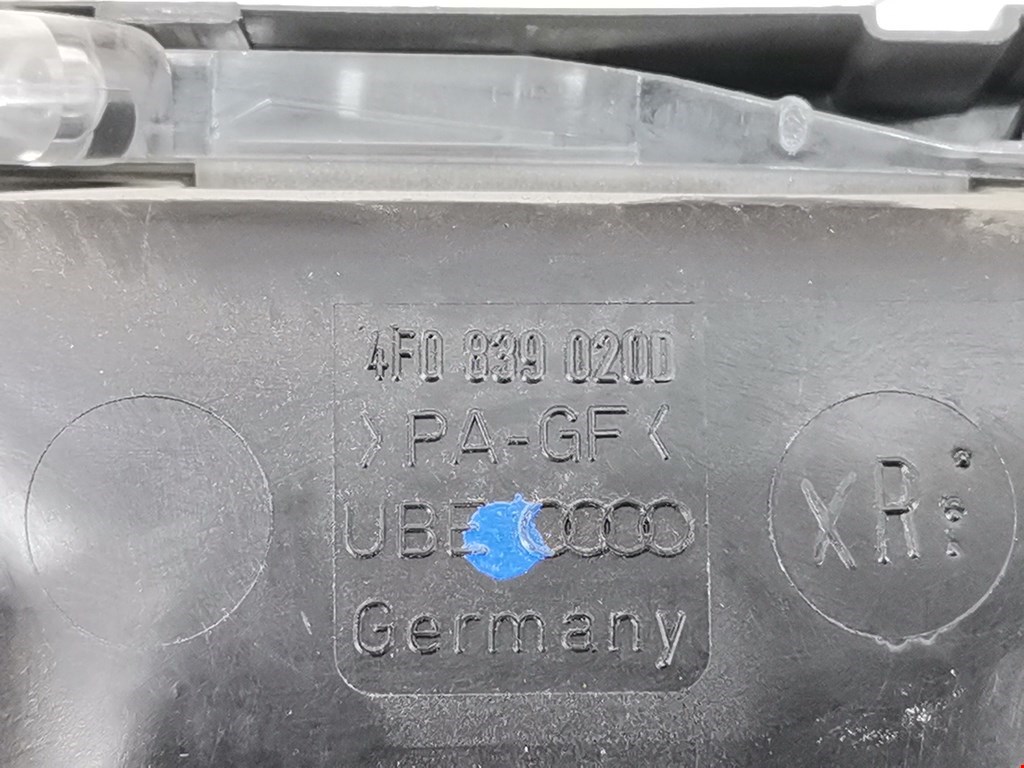 4F0 839 020D
>PA-GF<
UBE
Germany
XR: